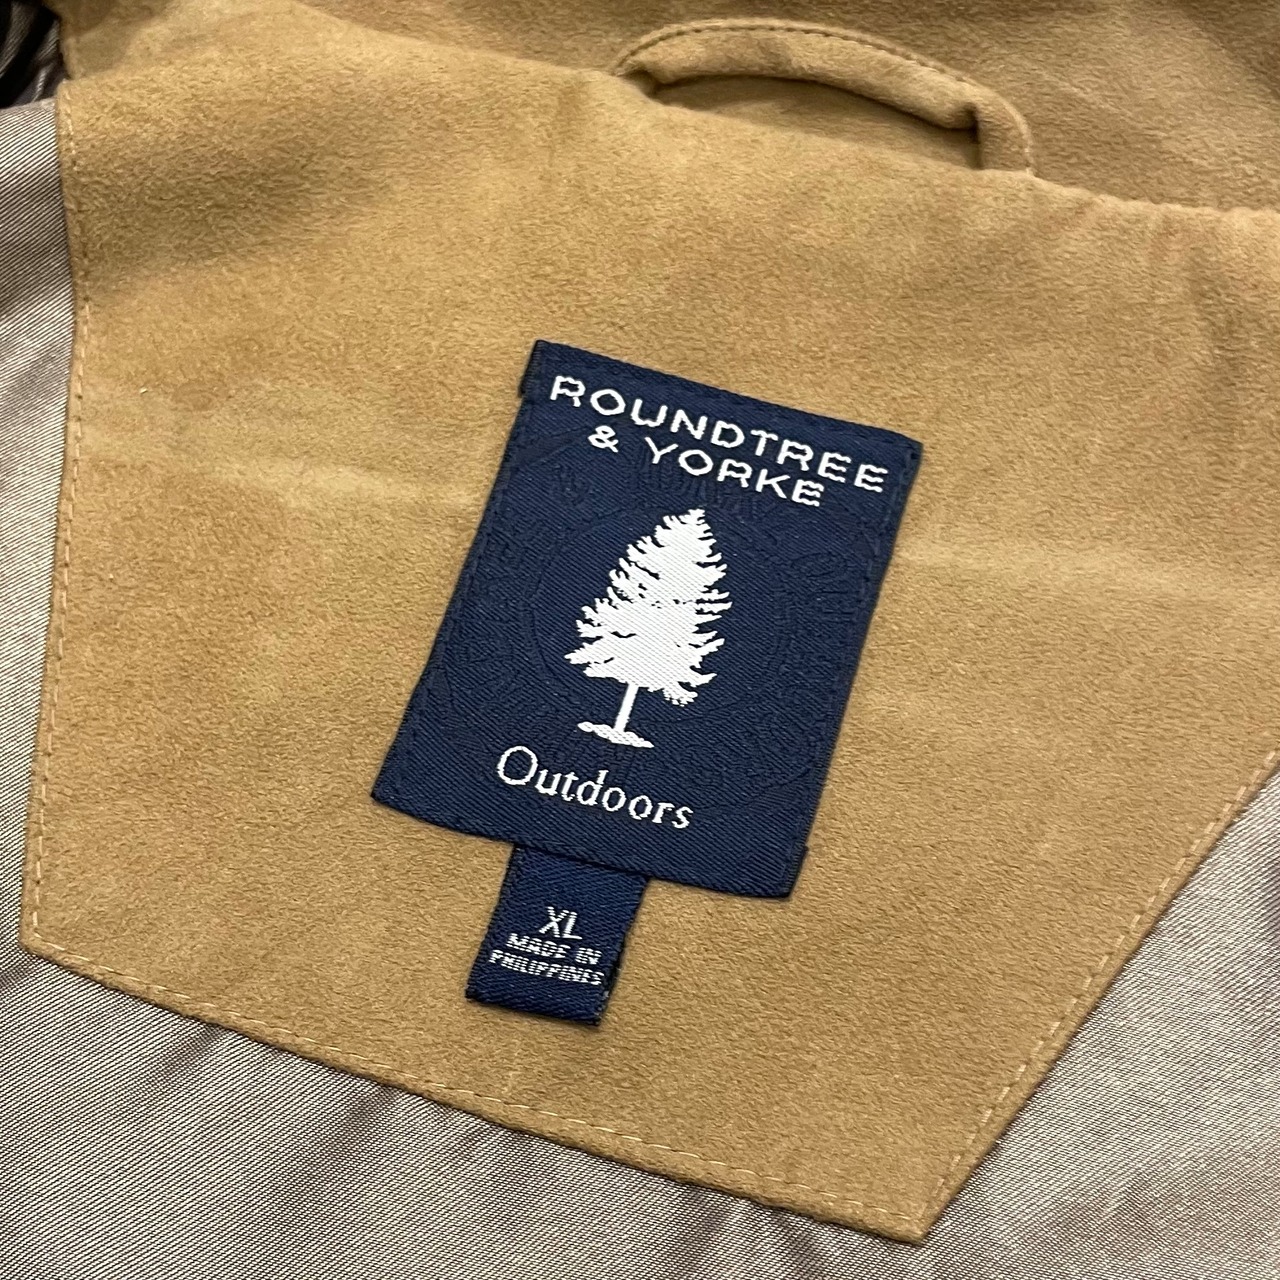 ROUNDTREE
& YORKE
Outdoors
XL
MADE IN
PHILIPPINES